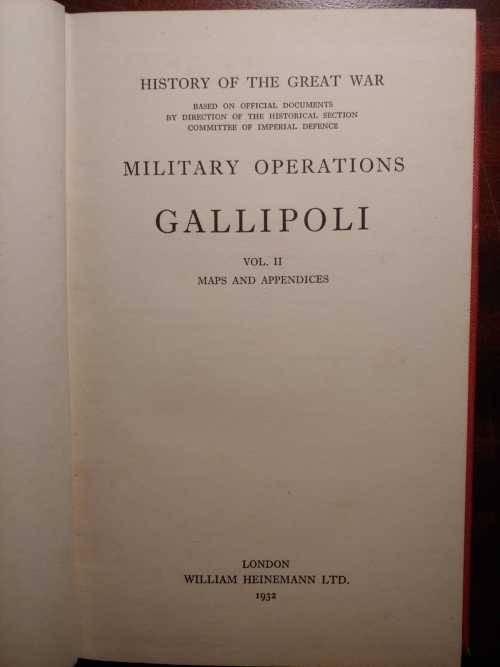 HISTORY OF THE GREAT WAR
BASED ON OFFICIAL DOCUMENTS
BY DIRECTION OF THE HISTORICAL SECTION
COMMITTEE OF IMPERIAL DEFENCE
MILITARY OPERATIONS
GALLIPOLI
VOL. II
MAPS AND APPENDICES
LONDON
WILLIAM HEINEMANN LTD.
1932